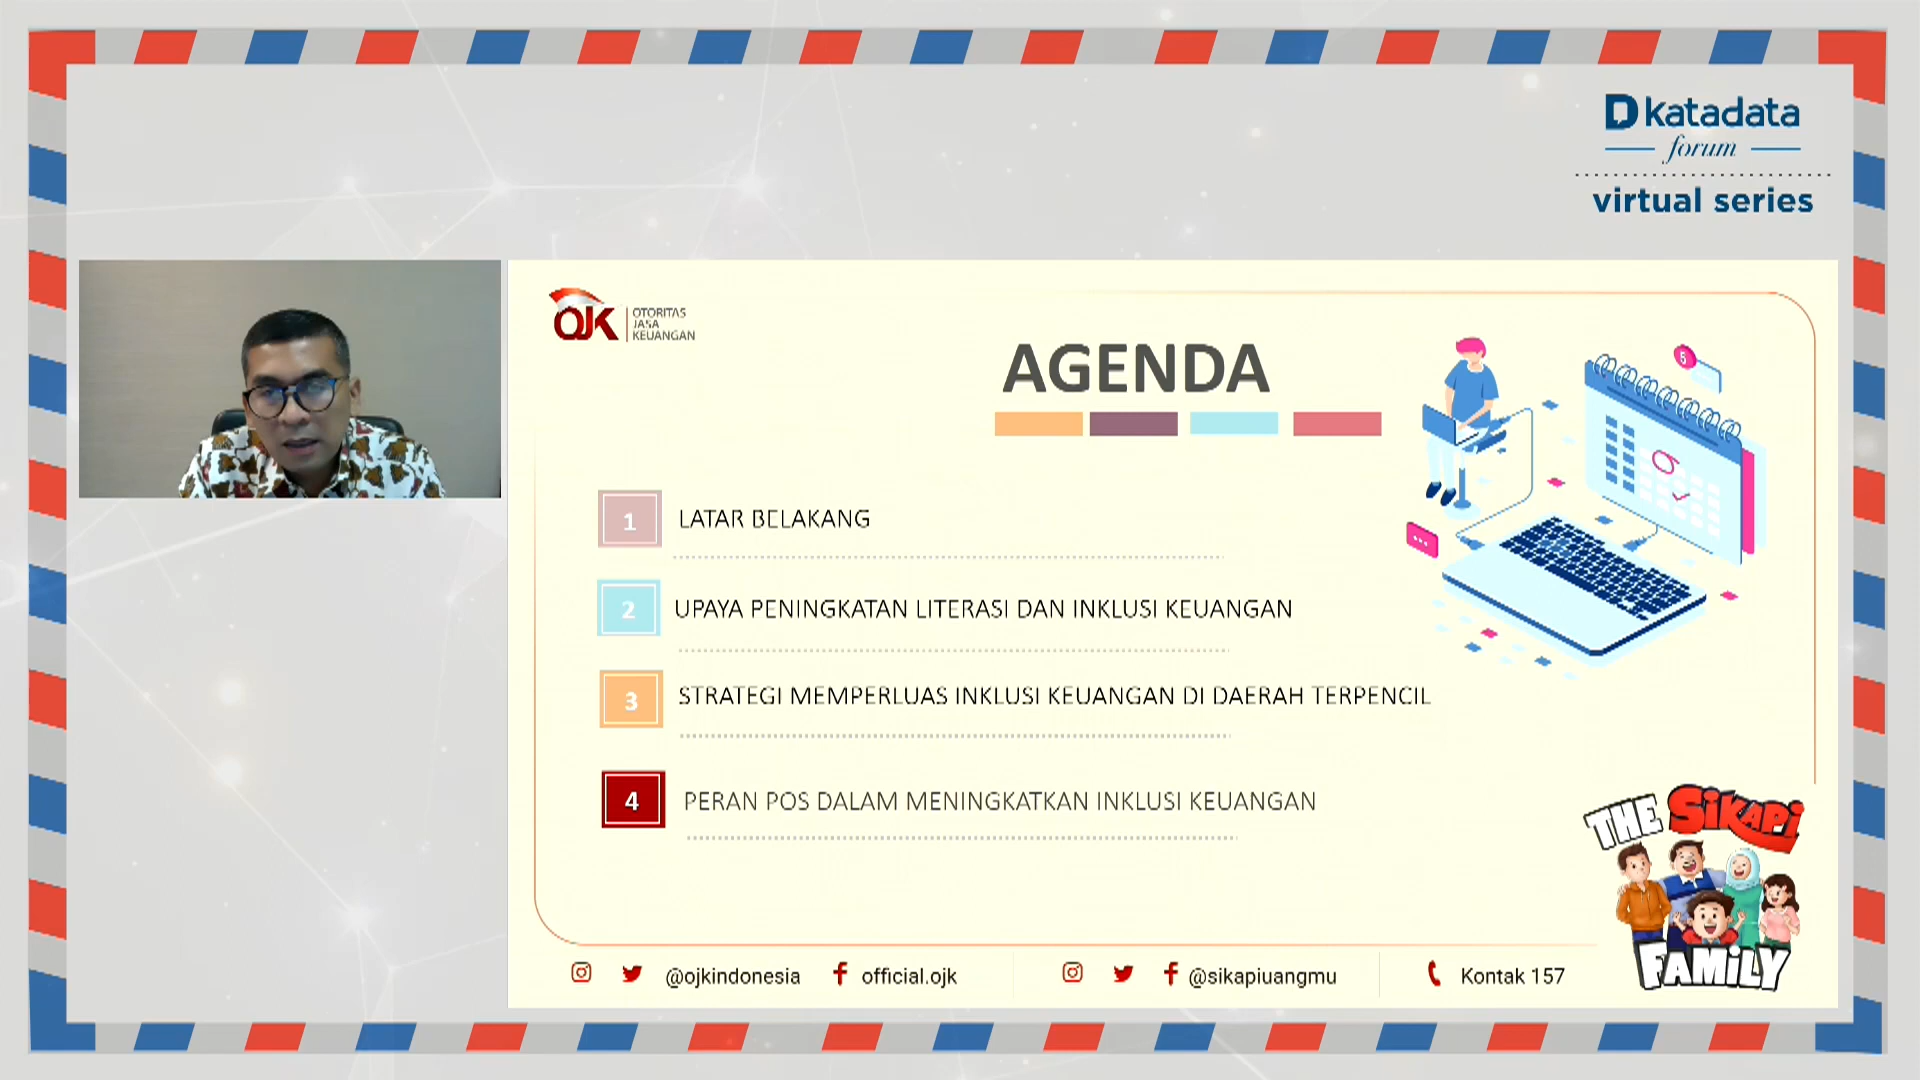 Dkatadata
forum
virtual series
OJK
OTORITAS
JASA
KEUANGAN
AGENDA
5
1 LATAR BELAKANG
2 UPAYA PENINGKATAN LITERASI DAN INKLUSI KEUANGAN
3 STRATEGI MEMPERLUAS INKLUSI KEUANGAN DI DAERAH TERPENCIL
4 PERAN POS DALAM MENINGKATKAN INKLUSI KEUANGAN
THE SiKAPi
FAMiLY
@ojkindonesia official.ojk @sikapiuangmu Kontak 157